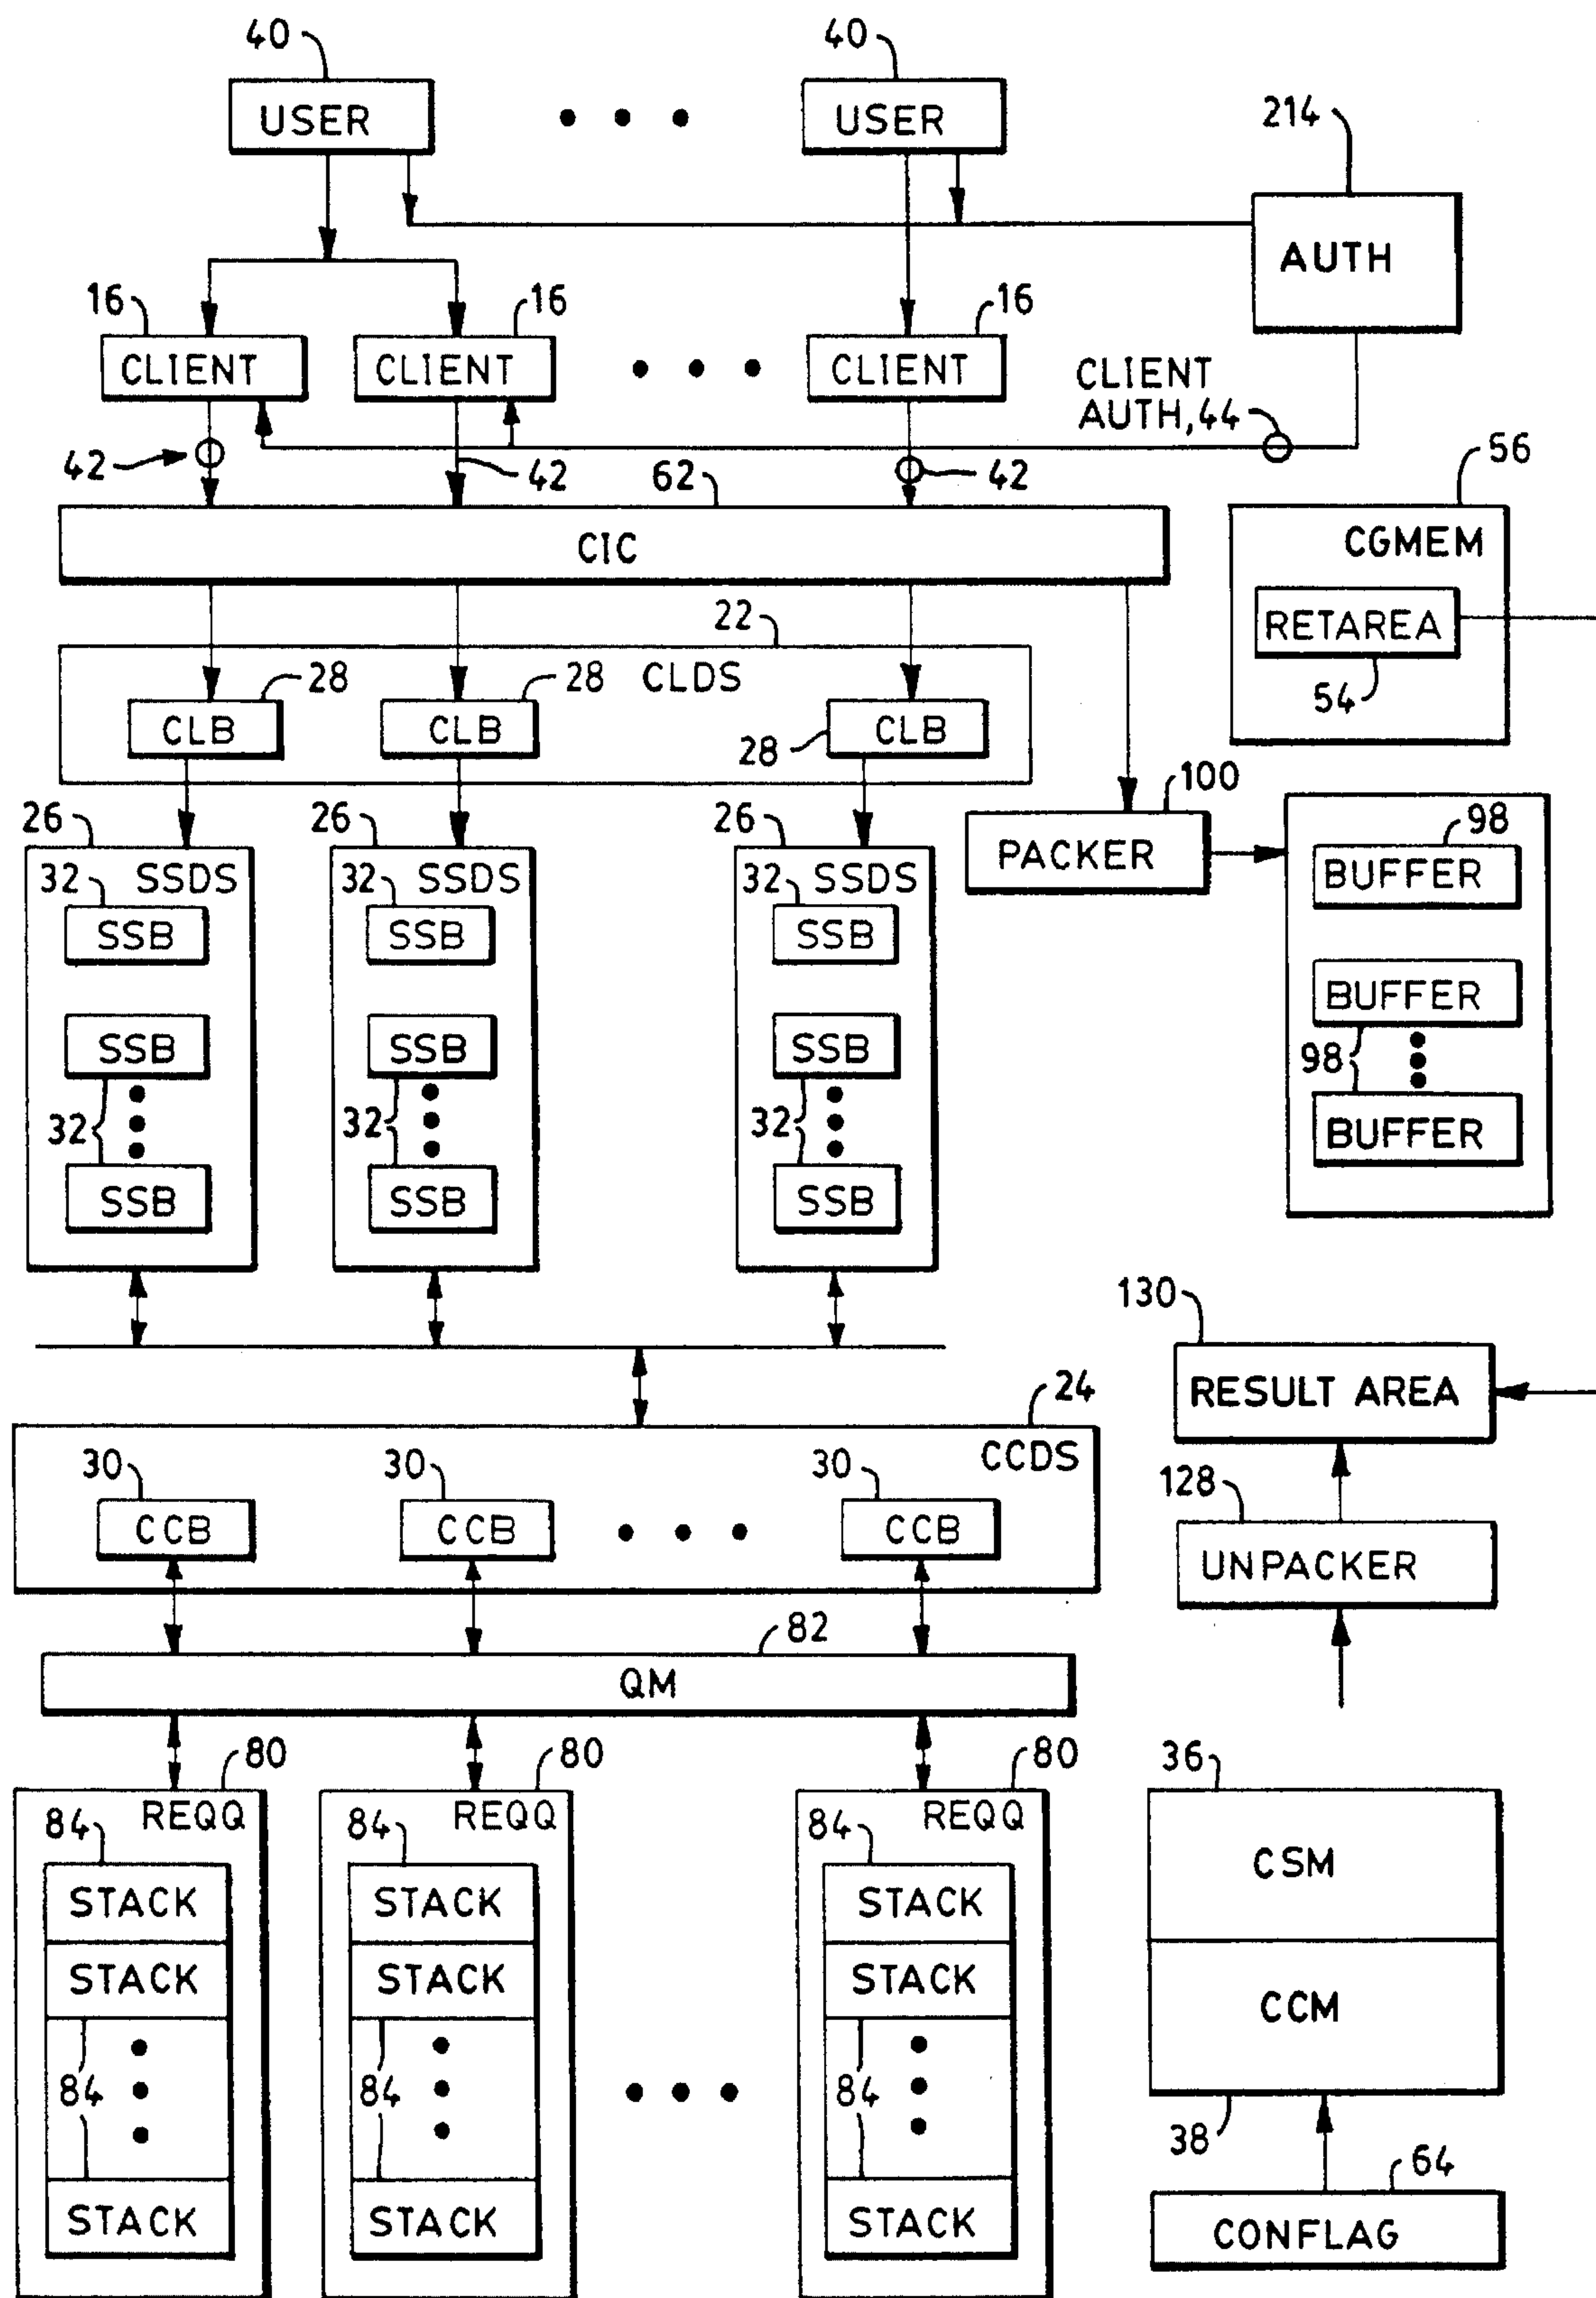 40 40
USER USER
214
AUTH
16 16 16
CLIENT CLIENT CLIENT
CLIENT
AUTH,44
42 42 62 42
56
CIC
CGMEM
RETAREA
54
22
28 28 CLDS
CLB CLB 28 CLB
100
PACKER
98
BUFFER
BUFFER
98
BUFFER
26 26 26
32 SSDS 32 SSDS 32 SSDS
SSB SSB SSB
SSB SSB SSB
32 32 32
SSB SSB SSB
130
RESULT AREA
24
CCDS
30 30 30
CCB CCB CCB
128
UNPACKER
82
QM
80 80 80
REQQ REQQ REQQ
84 84 84
STACK STACK STACK
STACK STACK STACK
84 84 84
STACK STACK STACK
36
CSM
CCM
38
64
CONFLAG